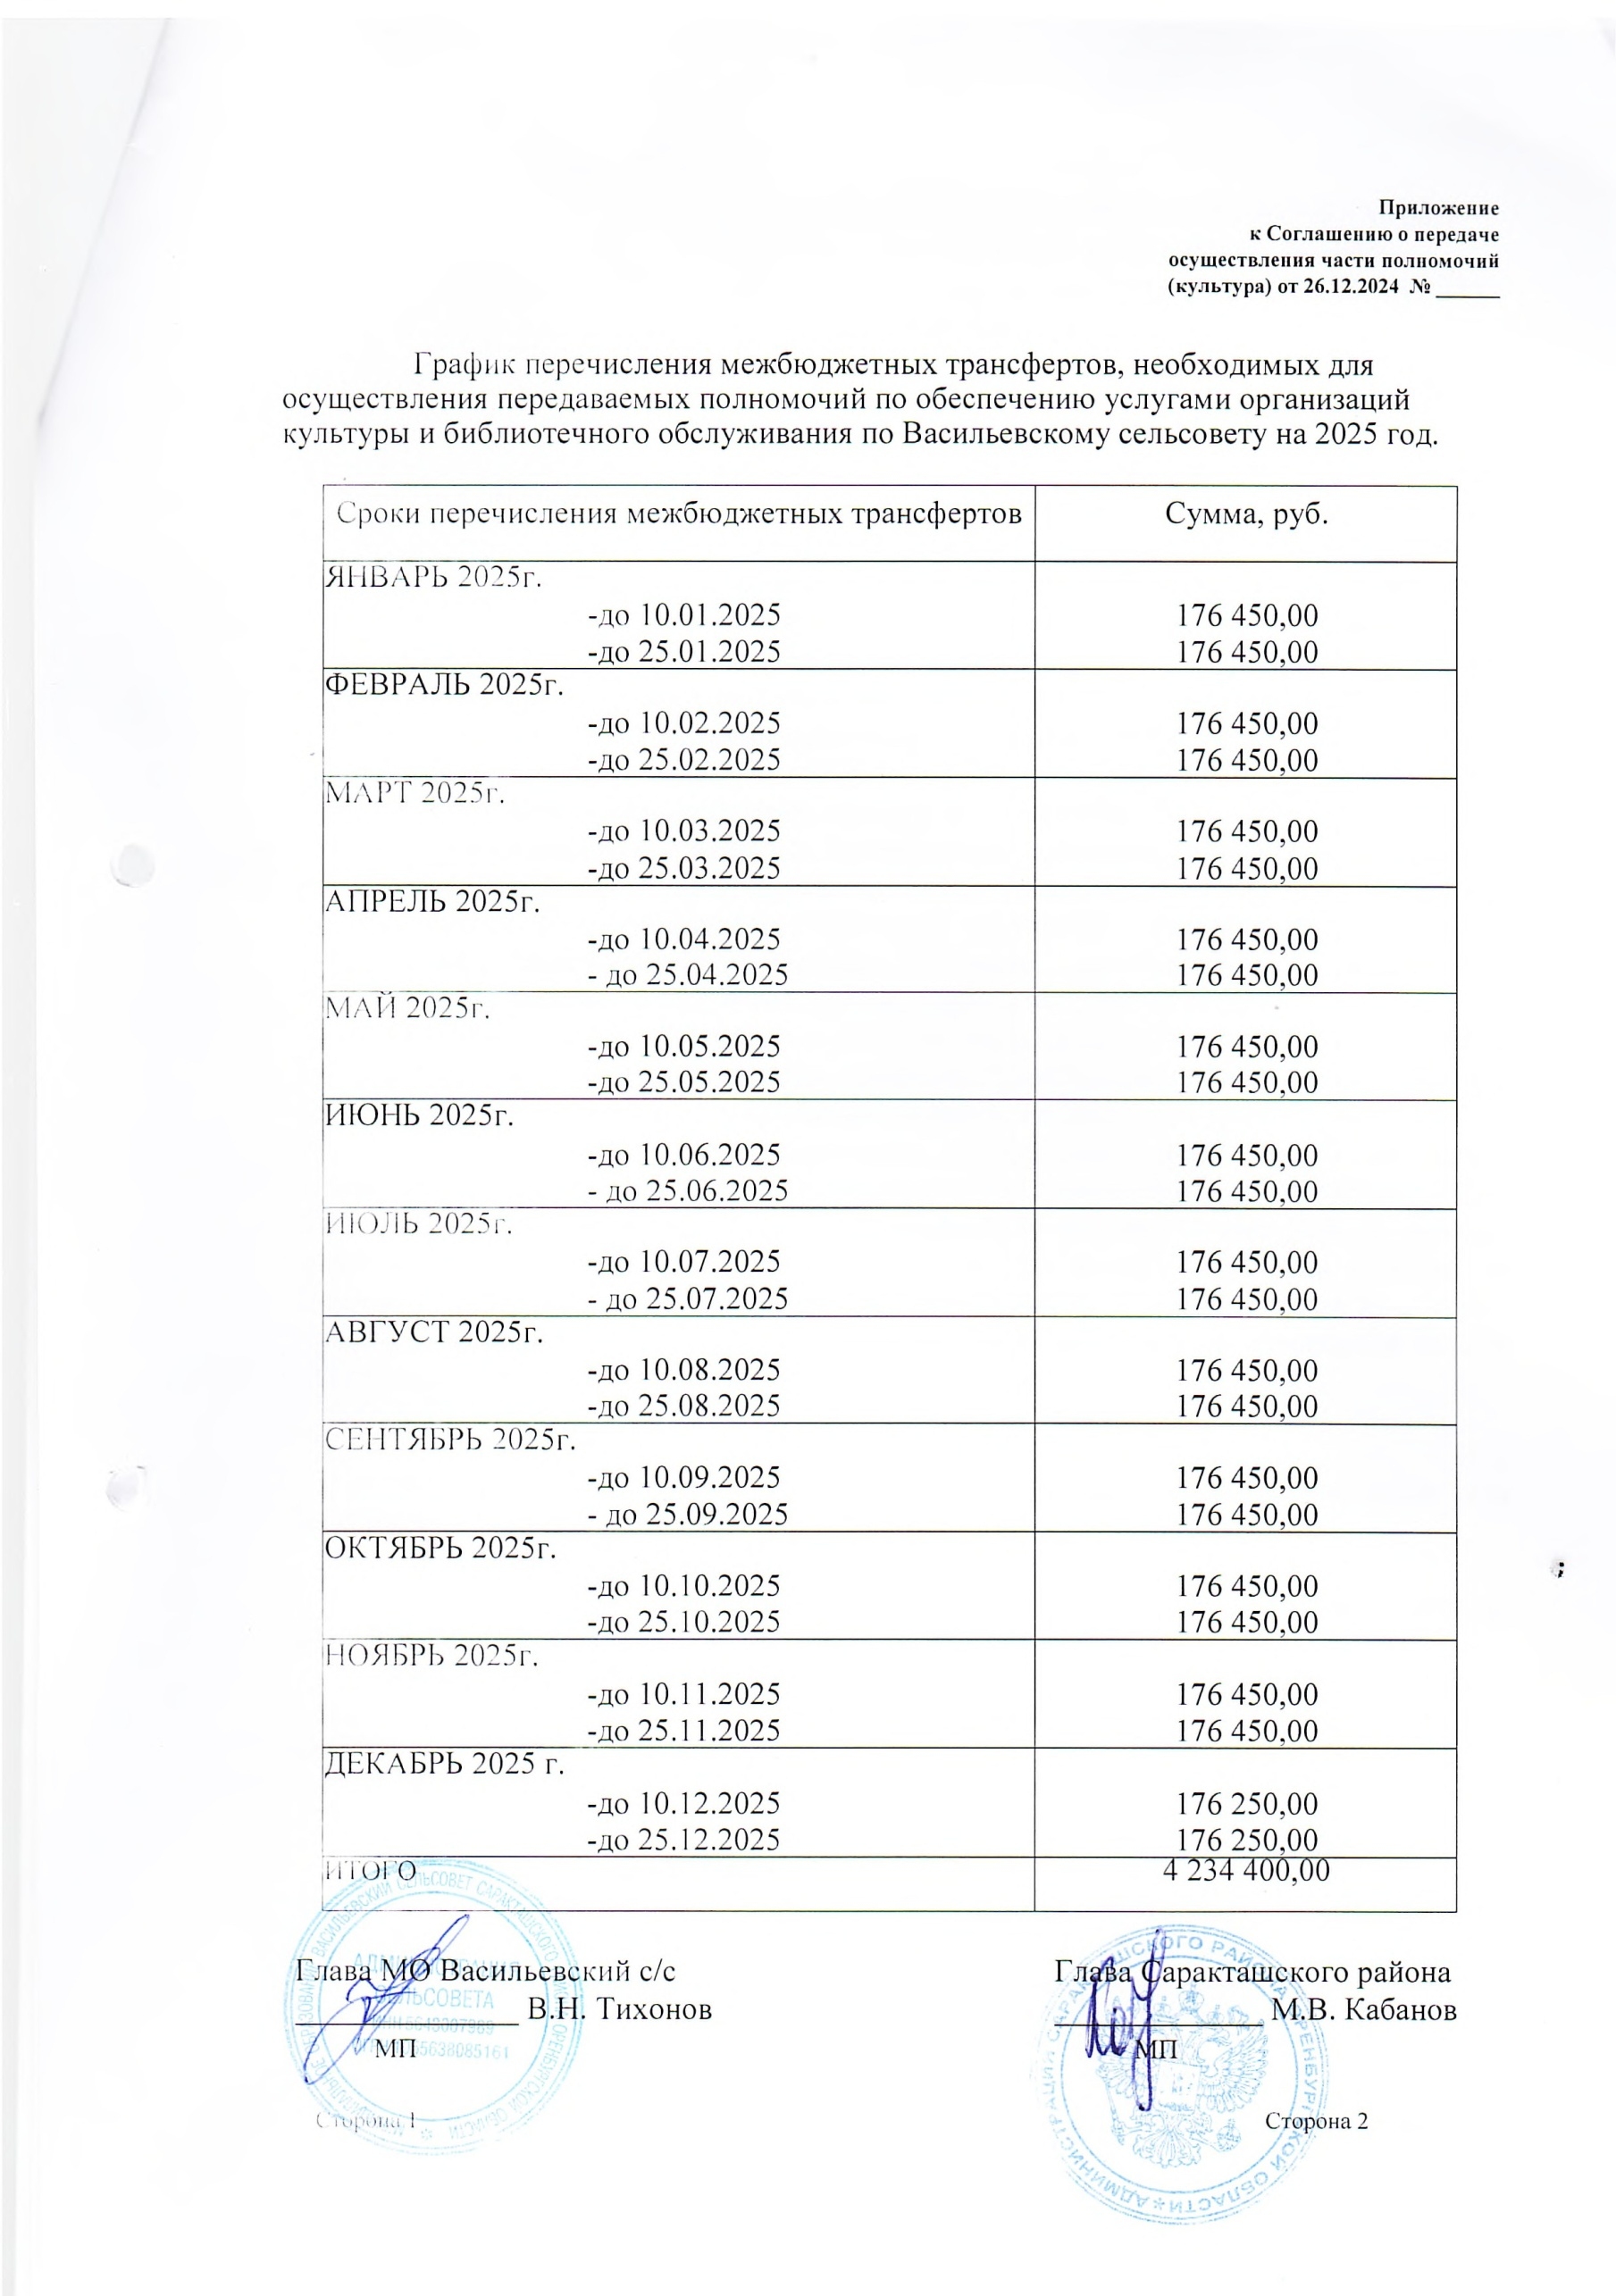 Приложение
к Соглашению о передаче
осуществления части полномочий
(культура) от 26.12.2024 № ______
График перечисления межбюджетных трансфертов, необходимых для
осуществления передаваемых полномочий по обеспечению услугами организаций
культуры и библиотечного обслуживания по Васильевскому сельсовету на 2025 год.
Сроки перечисления межбюджетных трансфертов Сумма, руб.
ЯНВАРЬ 2025г.
-до 10.01.2025 176 450,00
-до 25.01.2025 176 450,00
ФЕВРАЛЬ 2025г.
-до 10.02.2025 176 450,00
-до 25.02.2025 176 450,00
МАРТ 2025г.
-до 10.03.2025 176 450,00
-до 25.03.2025 176 450,00
АПРЕЛЬ 2025г.
-до 10.04.2025 176 450,00
- до 25.04.2025 176 450,00
МАЙ 2025г.
-до 10.05.2025 176 450,00
-до 25.05.2025 176 450,00
ИЮНЬ 2025г.
-до 10.06.2025 176 450,00
- до 25.06.2025 176 450,00
ИЮЛЬ 2025г.
-до 10.07.2025 176 450,00
- до 25.07.2025 176 450,00
АВГУСТ 2025г.
-до 10.08.2025 176 450,00
-до 25.08.2025 176 450,00
СЕНТЯБРЬ 2025г.
-до 10.09.2025 176 450,00
- до 25.09.2025 176 450,00
ОКТЯБРЬ 2025г.
-до 10.10.2025 176 450,00
-до 25.10.2025 176 450,00
НОЯБРЬ 2025г.
-до 10.11.2025 176 450,00
-до 25.11.2025 176 450,00
ДЕКАБРЬ 2025 г.
-до 10.12.2025 176 250,00
-до 25.12.2025 176 250,00
ИТОГО 4 234 400,00
Глава МО Васильевский с/с Глава Саракташского района
В.Н. Тихонов М.В. Кабанов
МП МП
Сторона 1 Сторона 2